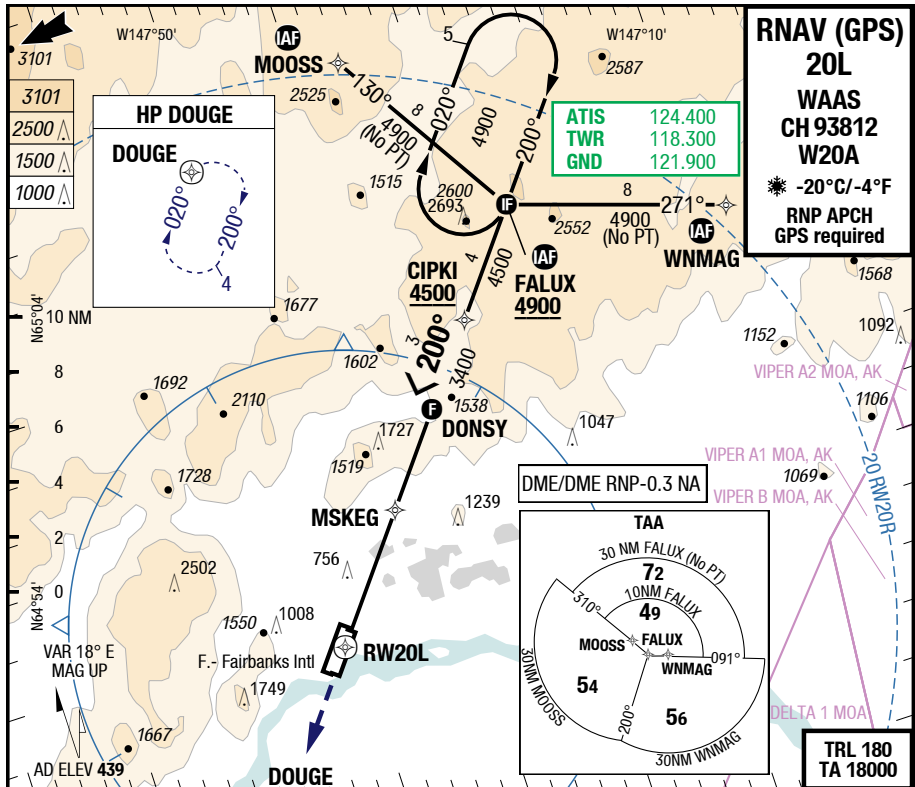 W147°50'
W147°10'
3101
3101
2500
1500
1000
HP DOUGE
DOUGE
020°
200°
4
IAF
MOOSS
130°
8
4900
(No PT)
2525
5
020°
4900
200°
2587
ATIS 124.400
TWR 118.300
GND 121.900
RNAV (GPS)
20L
WAAS
CH 93812
W20A
-20°C/-4°F
RNP APCH
GPS required
1515
2600
2693
IF
8
271°
4900
(No PT)
2552
IAF
WNMAG
IAF
FALUX
4900
CIPKI
4500
4
4500
1568
N65°04'
10 NM
1677
1602
3
200°
3400
1152
1092
VIPER A2 MOA, AK
8
1692
2110
F
DONSY
1538
1106
6
1727
1519
1047
VIPER A1 MOA, AK
1069
4
1728
DME/DME RNP-0.3 NA
VIPER B MOA, AK
20 RW20R
MSKEG
1239
2
756
TAA
30 NM FALUX (No PT)
72
310°
10NM FALUX
49
MOOSS
FALUX
WNMAG
091°
54
56
200°
30NM MOOSS
30NM WNMAG
2502
0
N64°54'
1550
1008
VAR 18° E
MAG UP
F.- Fairbanks Intl
RW20L
1749
1667
AD ELEV 439
DOUGE
DELTA 1 MOA
TRL 180
TA 18000